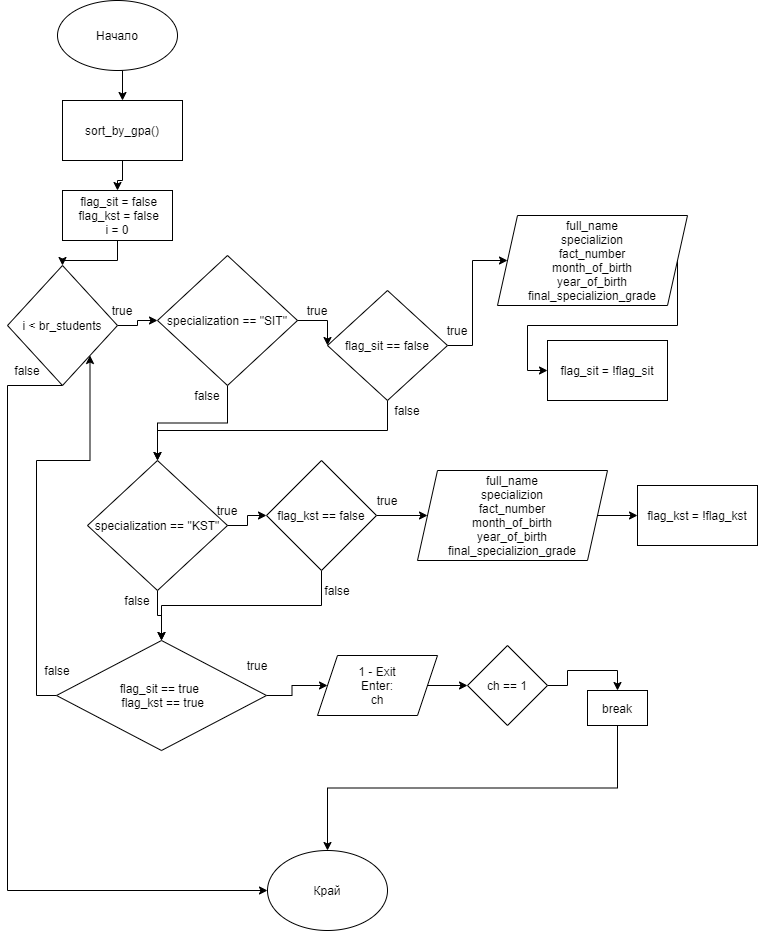 Начало
sort_by_gpa()
flag_sit = false
flag_kst = false
i = 0
i < br_students
true
false
specialization == "SIT"
true
false
flag_sit == false
true
false
full_name
specializion
fact_number
month_of_birth
year_of_birth
final_specializion_grade
flag_sit = !flag_sit
specialization == "KST"
true
false
flag_kst == false
true
false
full_name
specializion
fact_number
month_of_birth
year_of_birth
final_specializion_grade
flag_kst = !flag_kst
false
flag_sit == true
flag_kst == true
true
1 - Exit
Enter:
ch
ch == 1
break
Край